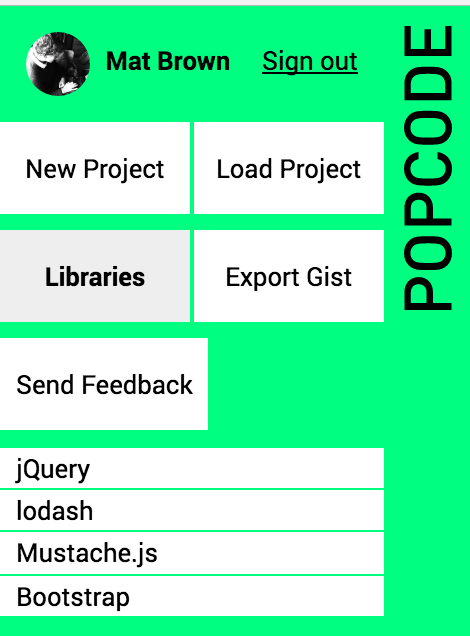 Mat Brown Sign out
POPCODE
New Project Load Project
Libraries Export Gist
Send Feedback
jQuery
lodash
Mustache.js
Bootstrap